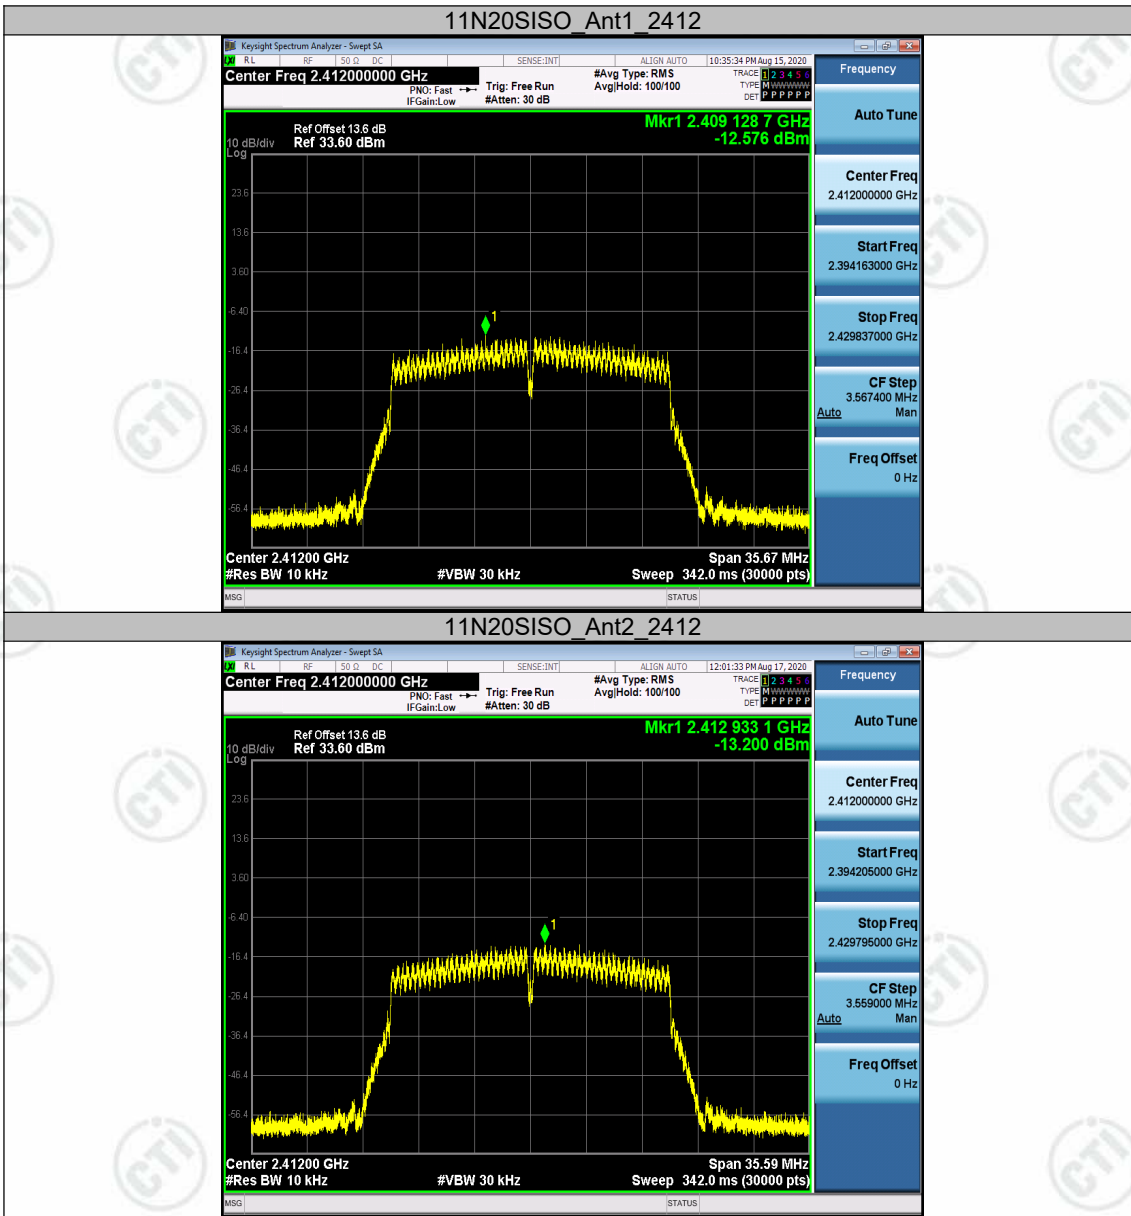 11N20SISO_Ant1_2412
Keysight Spectrum Analyzer - Swept SA
LXI RL RF 50 Ω DC SENSE:INT ALIGN AUTO 10:35:34 PM Aug 15, 2020
Center Freq 2.412000000 GHz #Avg Type: RMS TRACE 1 2 3 4 5 6 Frequency
PNO: Fast Trig: Free Run Avg|Hold: 100/100 TYPE MWWWWW
IFGain:Low #Atten: 30 dB DET P P P P P P
Auto Tune
Mkr1 2.409 128 7 GHz
Ref Offset 13.6 dB
10 dB/div Ref 33.60 dBm -12.576 dBm
Log
Center Freq
2.412000000 GHz
23.6
13.6
Start Freq
2.394163000 GHz
3.60
-6.40
1
Stop Freq
2.429837000 GHz
-16.4
-26.4
CF Step
3.567400 MHz
Auto Man
-36.4
-46.4
Freq Offset
0 Hz
-56.4
Center 2.41200 GHz Span 35.67 MHz
#Res BW 10 kHz #VBW 30 kHz Sweep 342.0 ms (30000 pts)
MSG STATUS
11N20SISO_Ant2_2412
Keysight Spectrum Analyzer - Swept SA
LXI RL RF 50 Ω DC SENSE:INT ALIGN AUTO 12:01:33 PM Aug 17, 2020
Center Freq 2.412000000 GHz #Avg Type: RMS TRACE 1 2 3 4 5 6 Frequency
PNO: Fast Trig: Free Run Avg|Hold: 100/100 TYPE MWWWWW
IFGain:Low #Atten: 30 dB DET P P P P P P
Auto Tune
Mkr1 2.412 933 1 GHz
Ref Offset 13.6 dB
10 dB/div Ref 33.60 dBm -13.200 dBm
Log
Center Freq
2.412000000 GHz
23.6
13.6
Start Freq
2.394205000 GHz
3.60
-6.40
1
Stop Freq
2.429795000 GHz
-16.4
-26.4
CF Step
3.559000 MHz
Auto Man
-36.4
-46.4
Freq Offset
0 Hz
-56.4
Center 2.41200 GHz Span 35.59 MHz
#Res BW 10 kHz #VBW 30 kHz Sweep 342.0 ms (30000 pts)
MSG STATUS
CTI
CTI
CTI
CTI
CTI
CTI
CTI
CTI